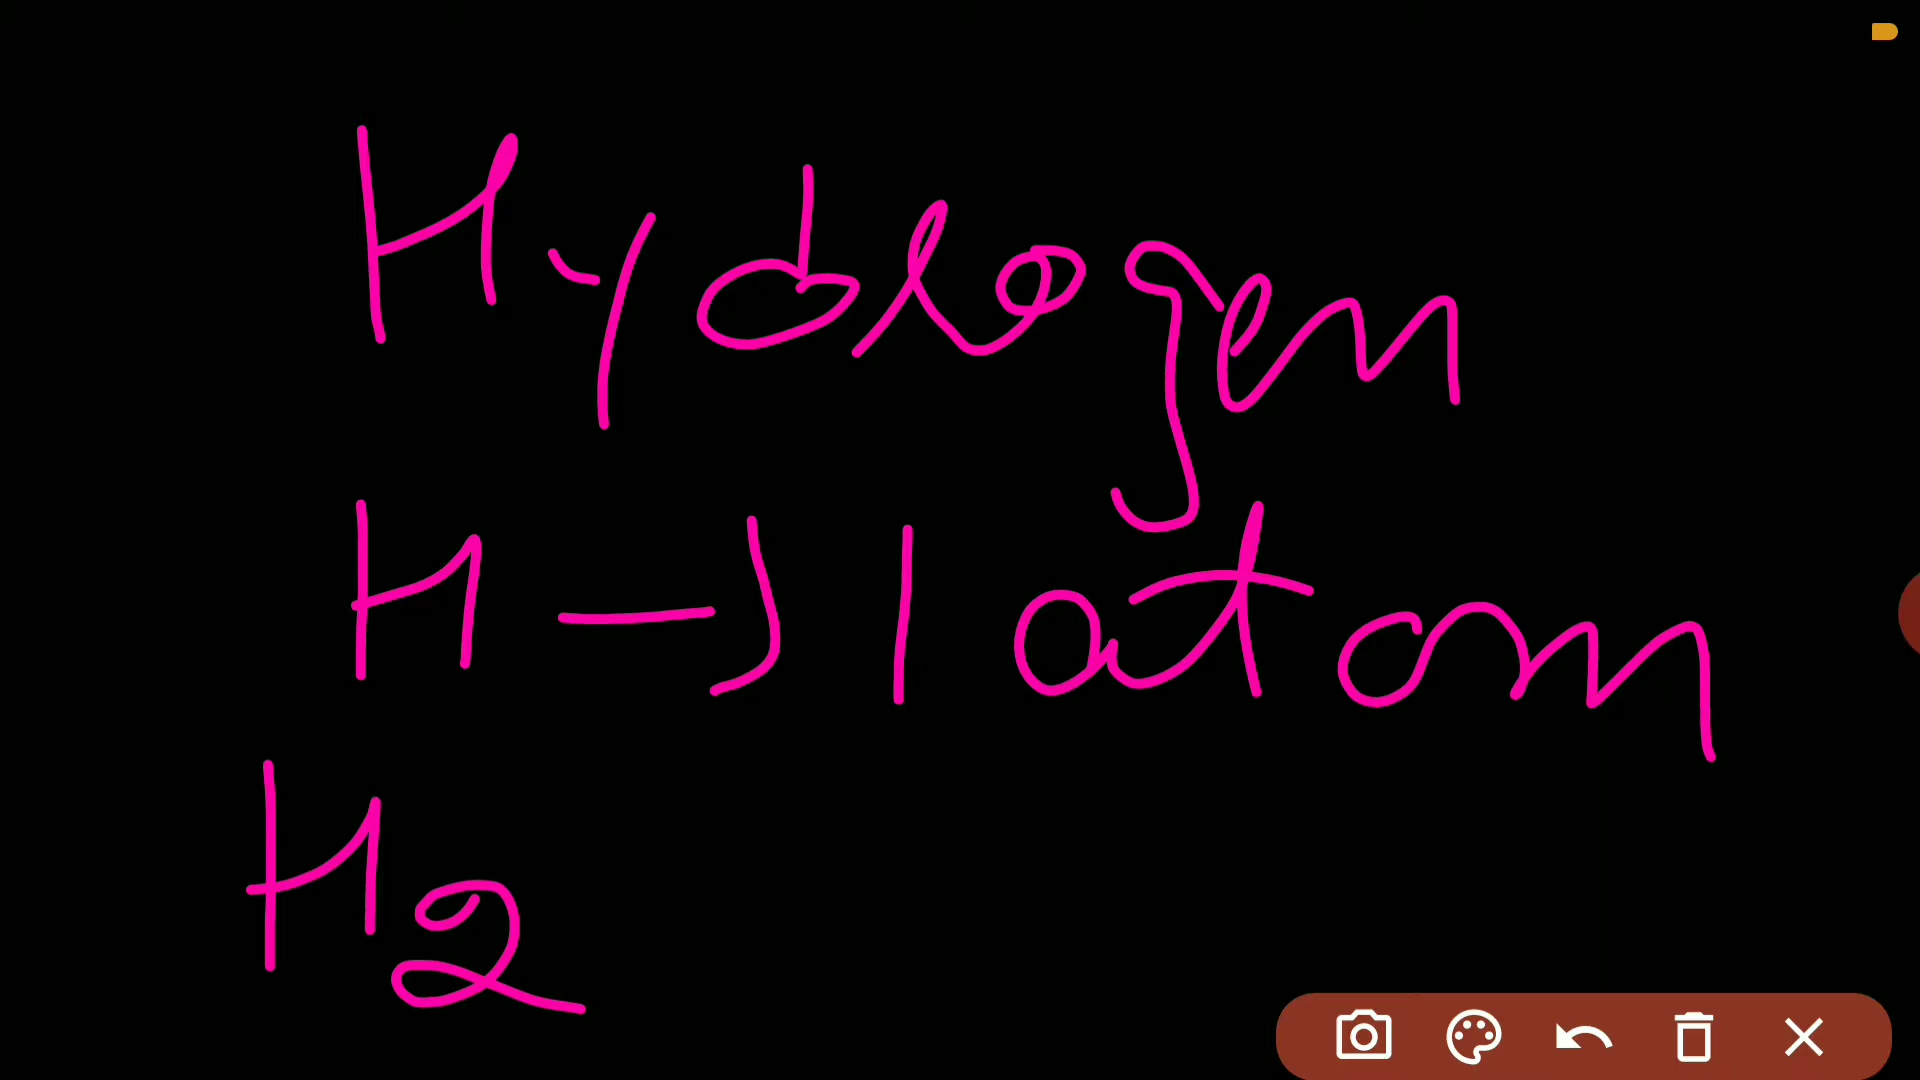 Hydrogen
H → 1 atom
H2